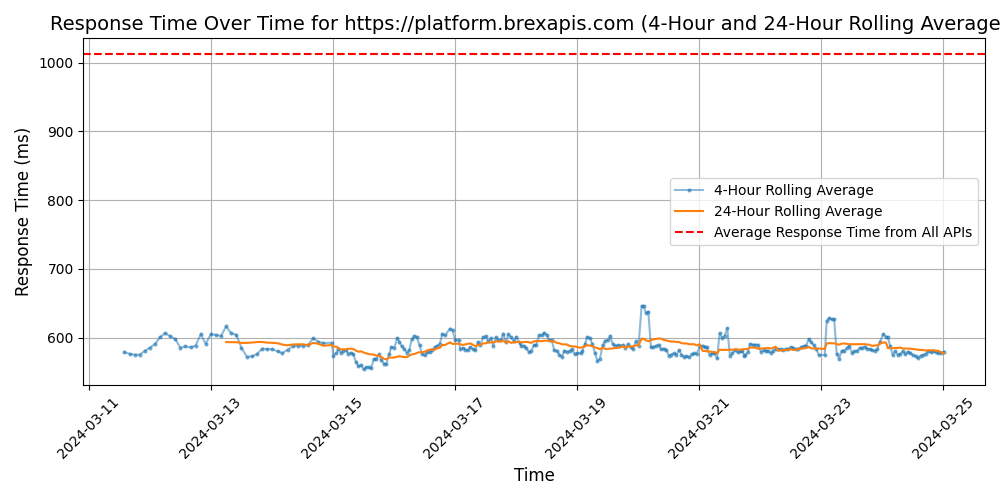 Response Time Over Time for https://platform.brexapis.com (4-Hour and 24-Hour Rolling Average
Response Time (ms)
1000
900
800
700
600
4-Hour Rolling Average
24-Hour Rolling Average
Average Response Time from All APIs
2024-03-11
2024-03-13
2024-03-15
2024-03-17
2024-03-19
2024-03-21
2024-03-23
2024-03-25
Time